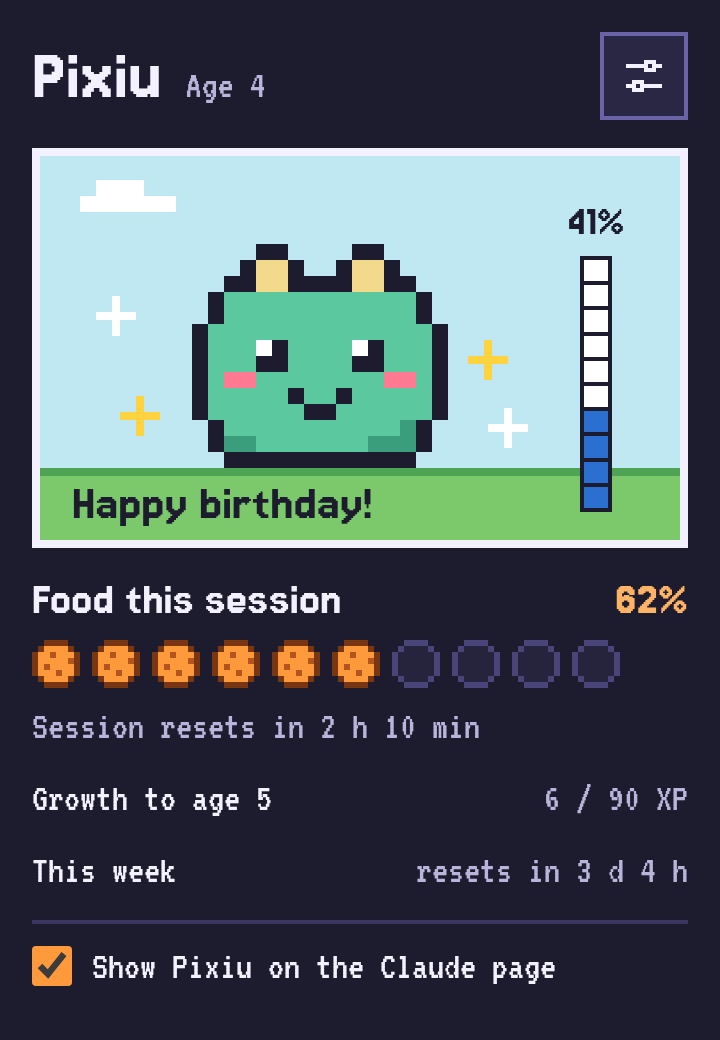 Pixiu Age 4
41%
Happy birthday!
Food this session 62%
Session resets in 2 h 10 min
Growth to age 5 6 / 90 XP
This week resets in 3 d 4 h
Show Pixiu on the Claude page